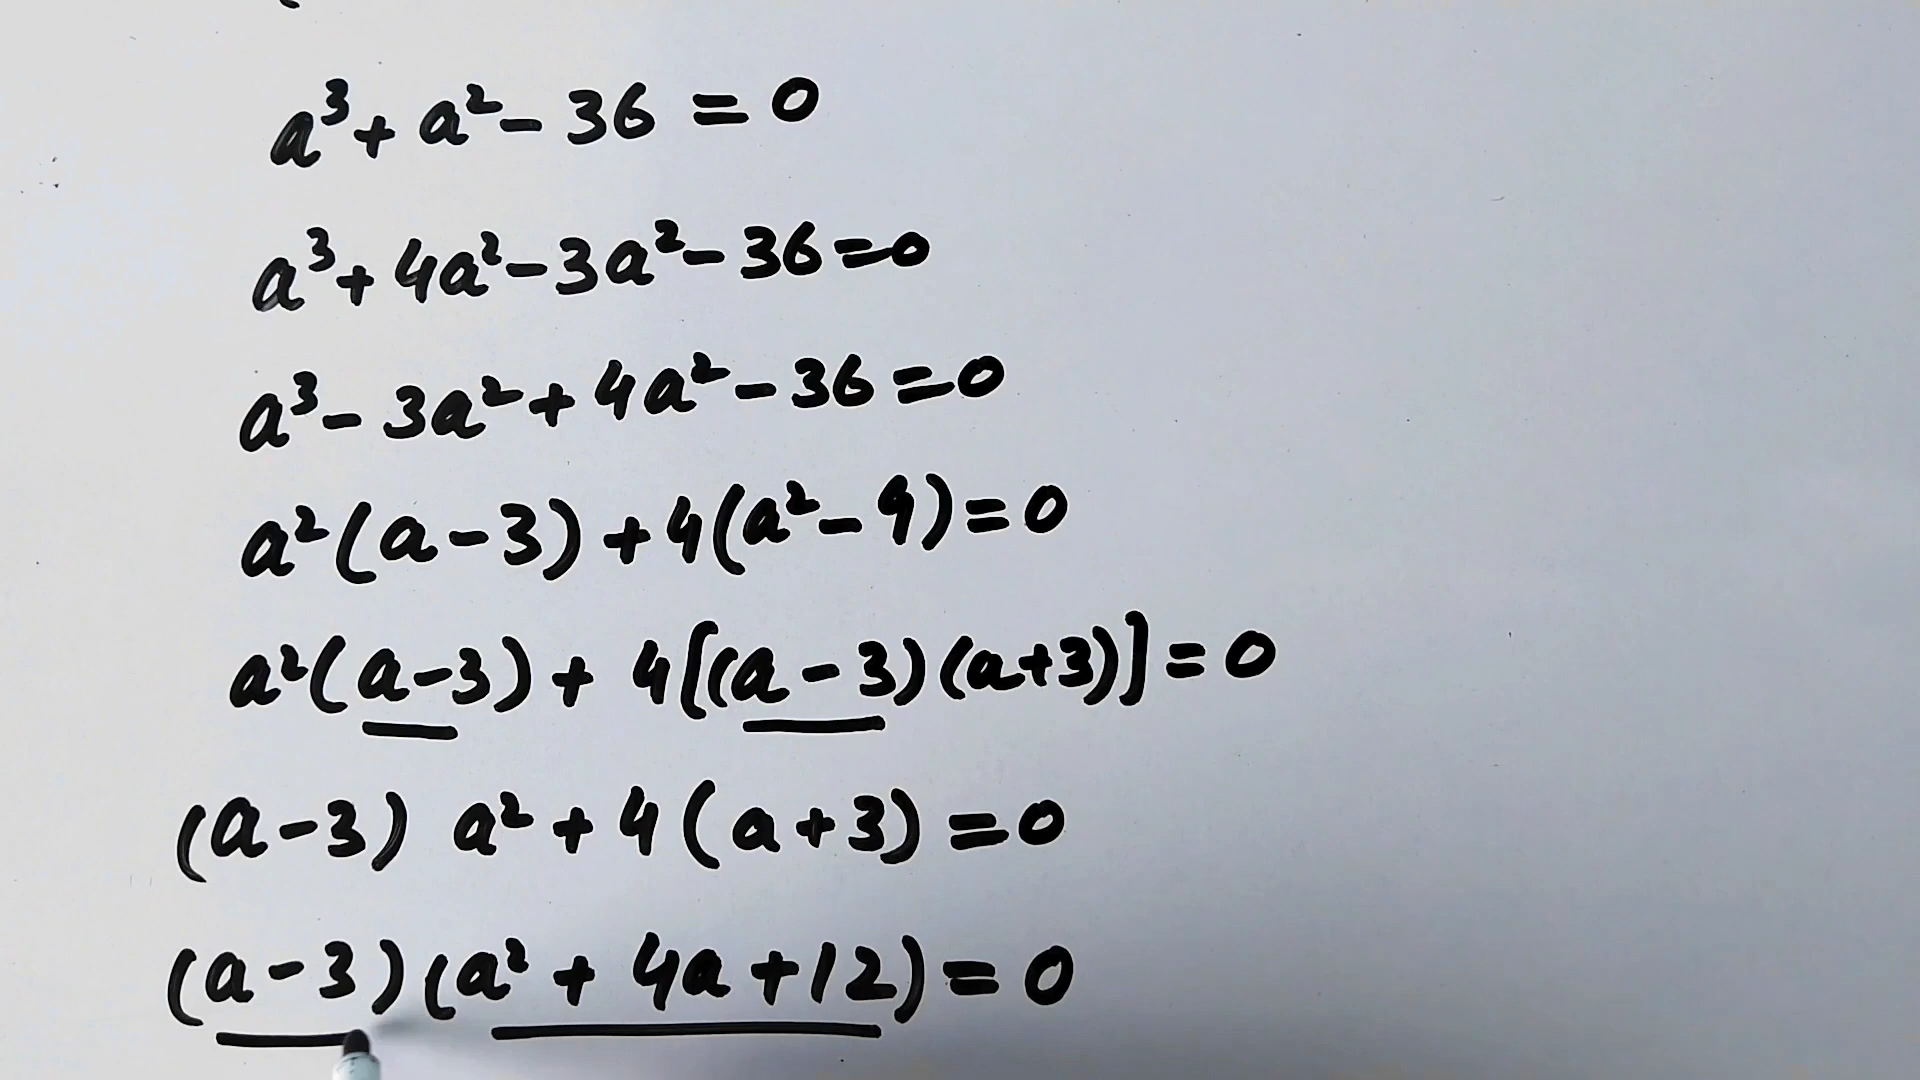 a³ + a² - 36 = 0
a³ + 4a² - 3a² - 36 = 0
a³ - 3a² + 4a² - 36 = 0
a² (a - 3) + 4 (a² - 9) = 0
a² (a - 3) + 4 [(a - 3) (a + 3)] = 0
(a - 3) a² + 4 (a + 3) = 0
(a - 3) (a² + 4a + 12) = 0